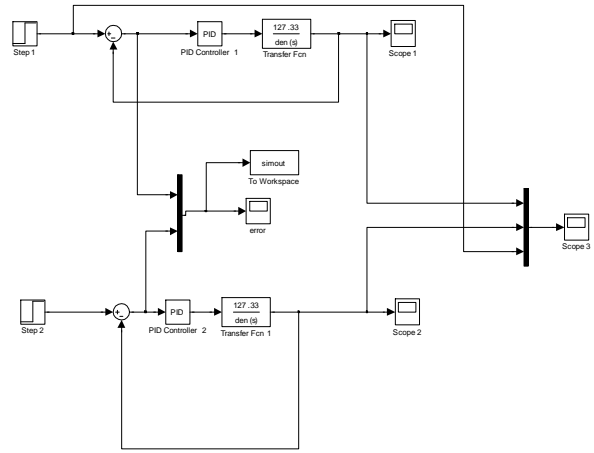 Step 1
+
-
PID
PID Controller 1
127 .33
den (s)
Transfer Fcn
Scope 1
simout
To Workspace
error
Scope 3
Step 2
+
-
PID
PID Controller 2
127 .33
den (s)
Transfer Fcn 1
Scope 2